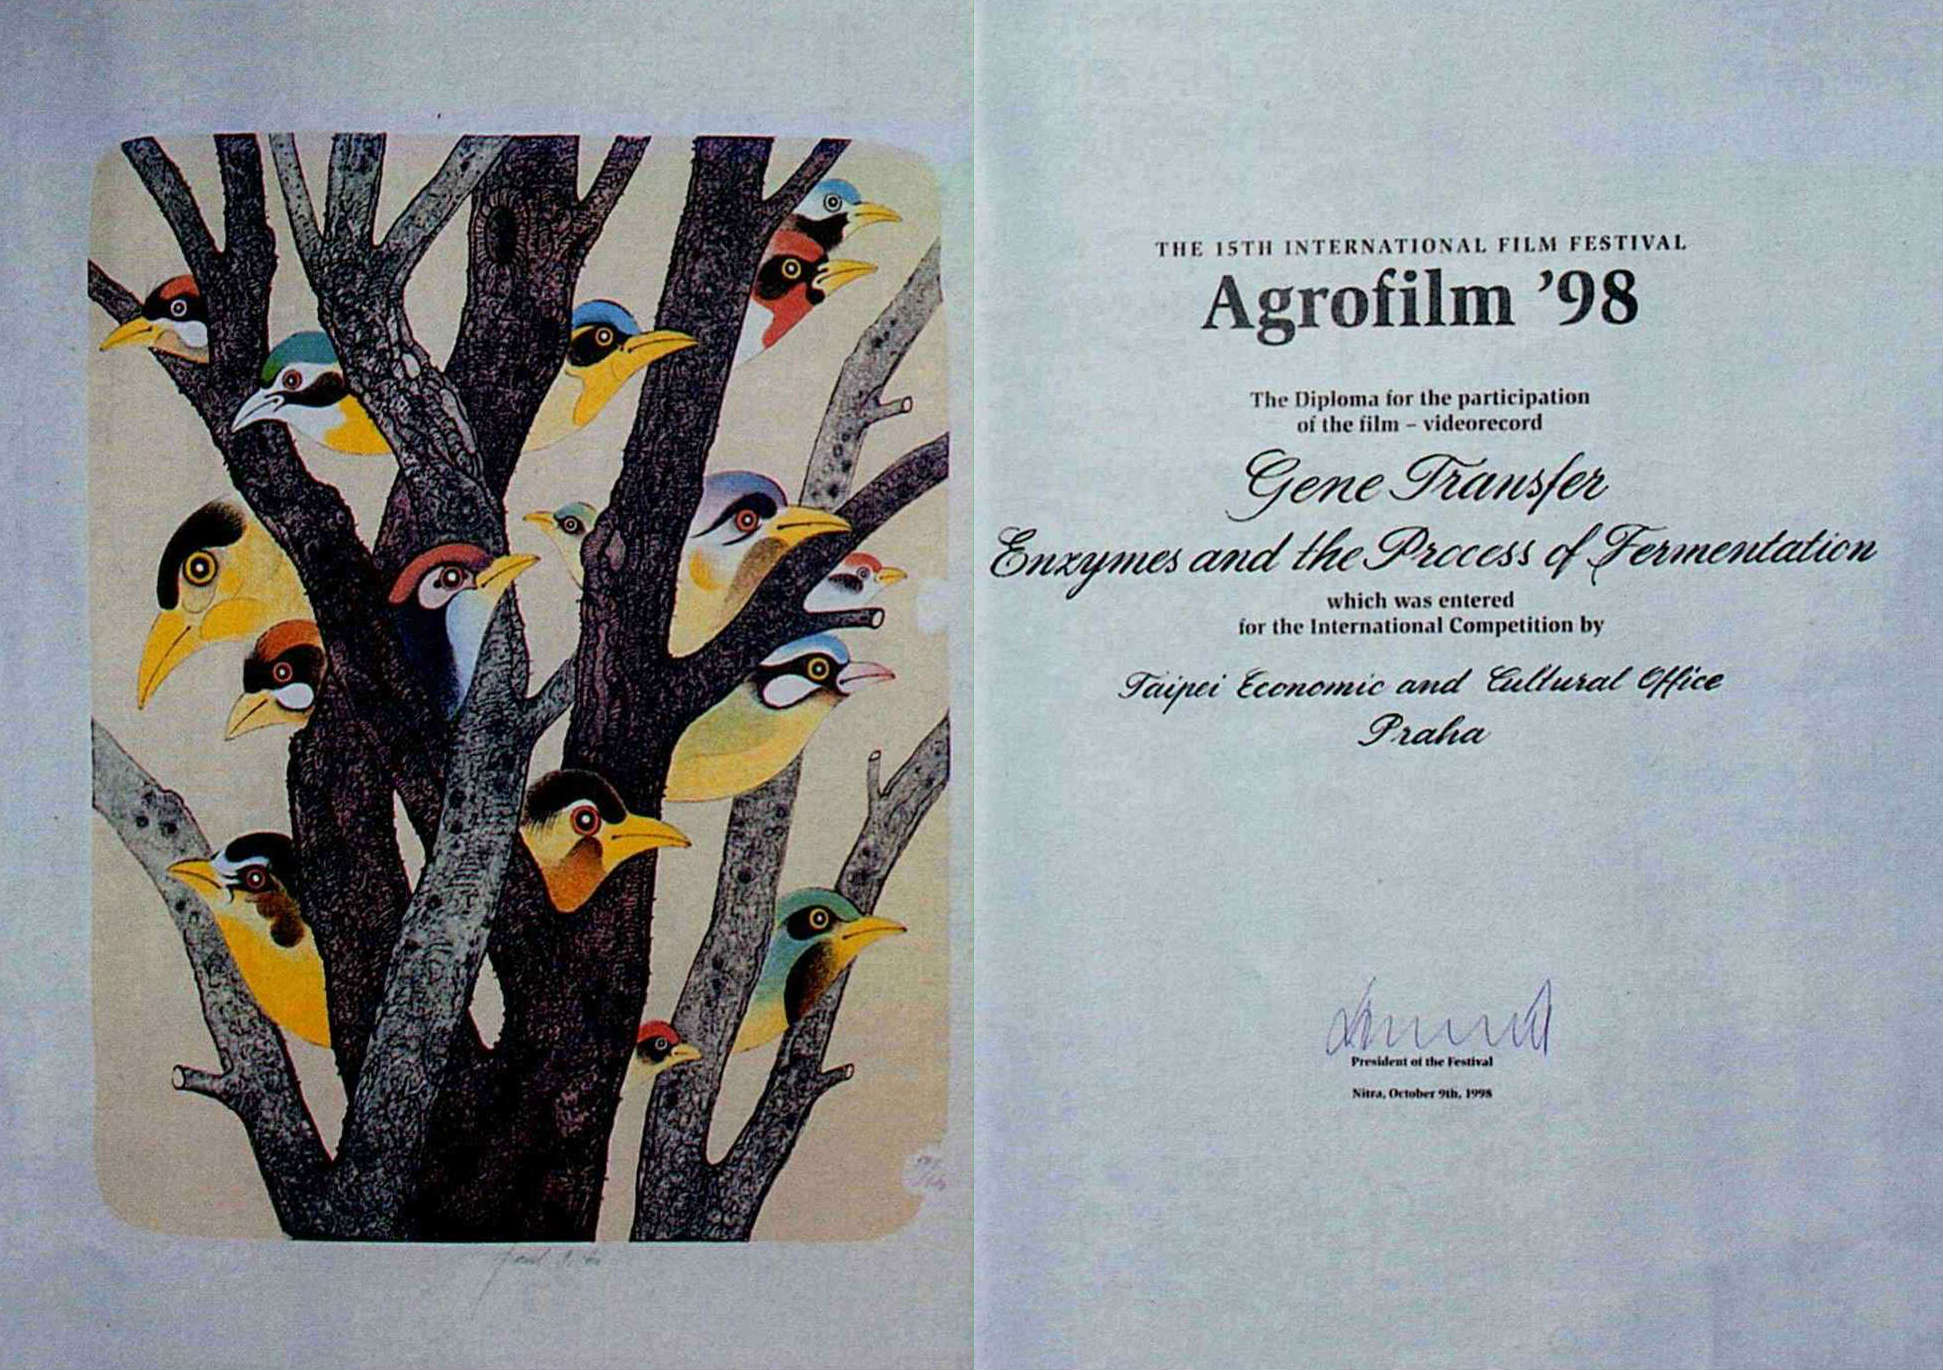 THE 15TH INTERNATIONAL FILM FESTIVAL
Agrofilm ’98
The Diploma for the participation
of the film – videorecord
Gene Transfer
Enzymes and the Process of Fermentation
which was entered
for the International Competition by
Taipei Economic and Cultural Office
Praha
President of the Festival
Nitra, October 9th, 1998